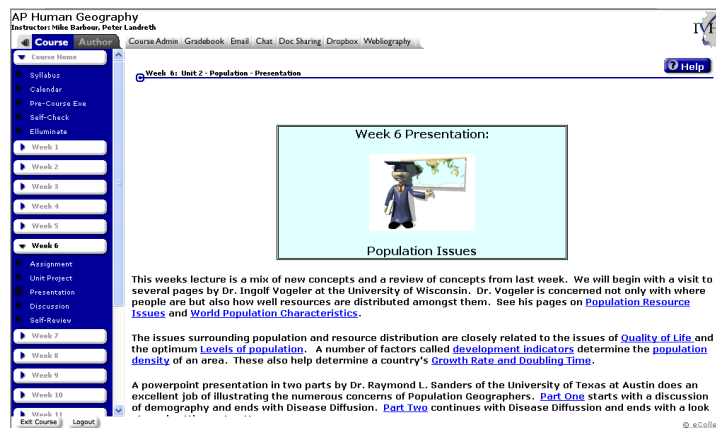 AP Human Geography
Instructor: Mike Barbour, Peter Landreth
Course Author
Course Admin Gradebook Email Chat Doc Sharing Dropbox Webliography
IVH
Course Home
Help
Week 6: Unit 2 - Population - Presentation
Syllabus
Calendar
Pre-Course Exe
Self-Check
Elluminate
Week 1
Week 2
Week 3
Week 4
Week 5
Week 6
Assignment
Unit Project
Presentation
Discussion
Self-Review
Week 7
Week 8
Week 9
Week 10
Week 11
Exit Course Logout
Week 6 Presentation:
Population Issues
This weeks lecture is a mix of new concepts and a review of concepts from last week. We will begin with a visit to
several pages by Dr. Ingolf Vogeler at the University of Wisconsin. Dr. Vogeler is concerned not only with where
people are but also how well resources are distributed amongst them. See his pages on Population Resource
Issues and World Population Characteristics.
The issues surrounding population and resource distribution are closely related to the issues of Quality of Life and
the optimum Levels of population. A number of factors called development indicators determine the population
density of an area. These also help determine a country's Growth Rate and Doubling Time.
A powerpoint presentation in two parts by Dr. Raymond L. Sanders of the University of Texas at Austin does an
excellent job of illustrating the numerous concerns of Population Geographers. Part One starts with a discussion
of demography and ends with Disease Diffusion. Part Two continues with Disease Diffussion and ends with a look
© eColle